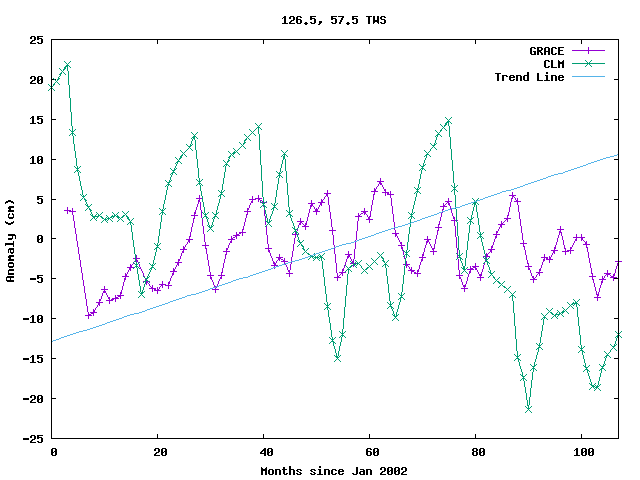 126.5, 57.5 TWS
GRACE
CLM
Trend Line
25
20
15
10
5
0
-5
-10
-15
-20
-25
Anomaly (cm)
0 20 40 60 80 100
Months since Jan 2002